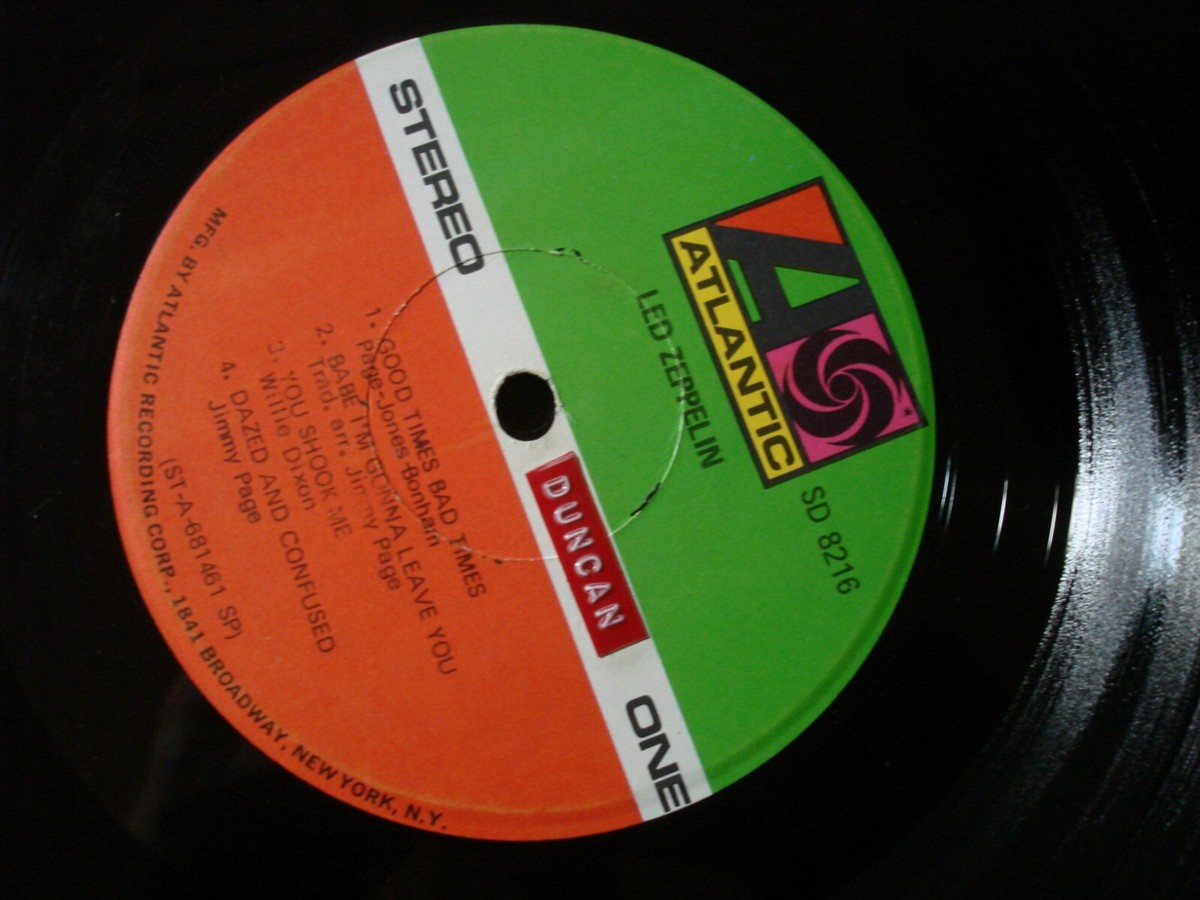 ATLANTIC
SD 8216
LED ZEPPELIN
STEREO
DUNCAN
ONE
1. GOOD TIMES BAD TIMES
Page-Jones-Bonham
2. BABE I'M GONNA LEAVE YOU
Trad. arr. Jimmy Page
3. YOU SHOOK ME
Willie Dixon
4. DAZED AND CONFUSED
Jimmy Page
(ST-A-681461 SP)
MFG. BY ATLANTIC RECORDING CORP., 1841 BROADWAY, NEW YORK, N.Y.